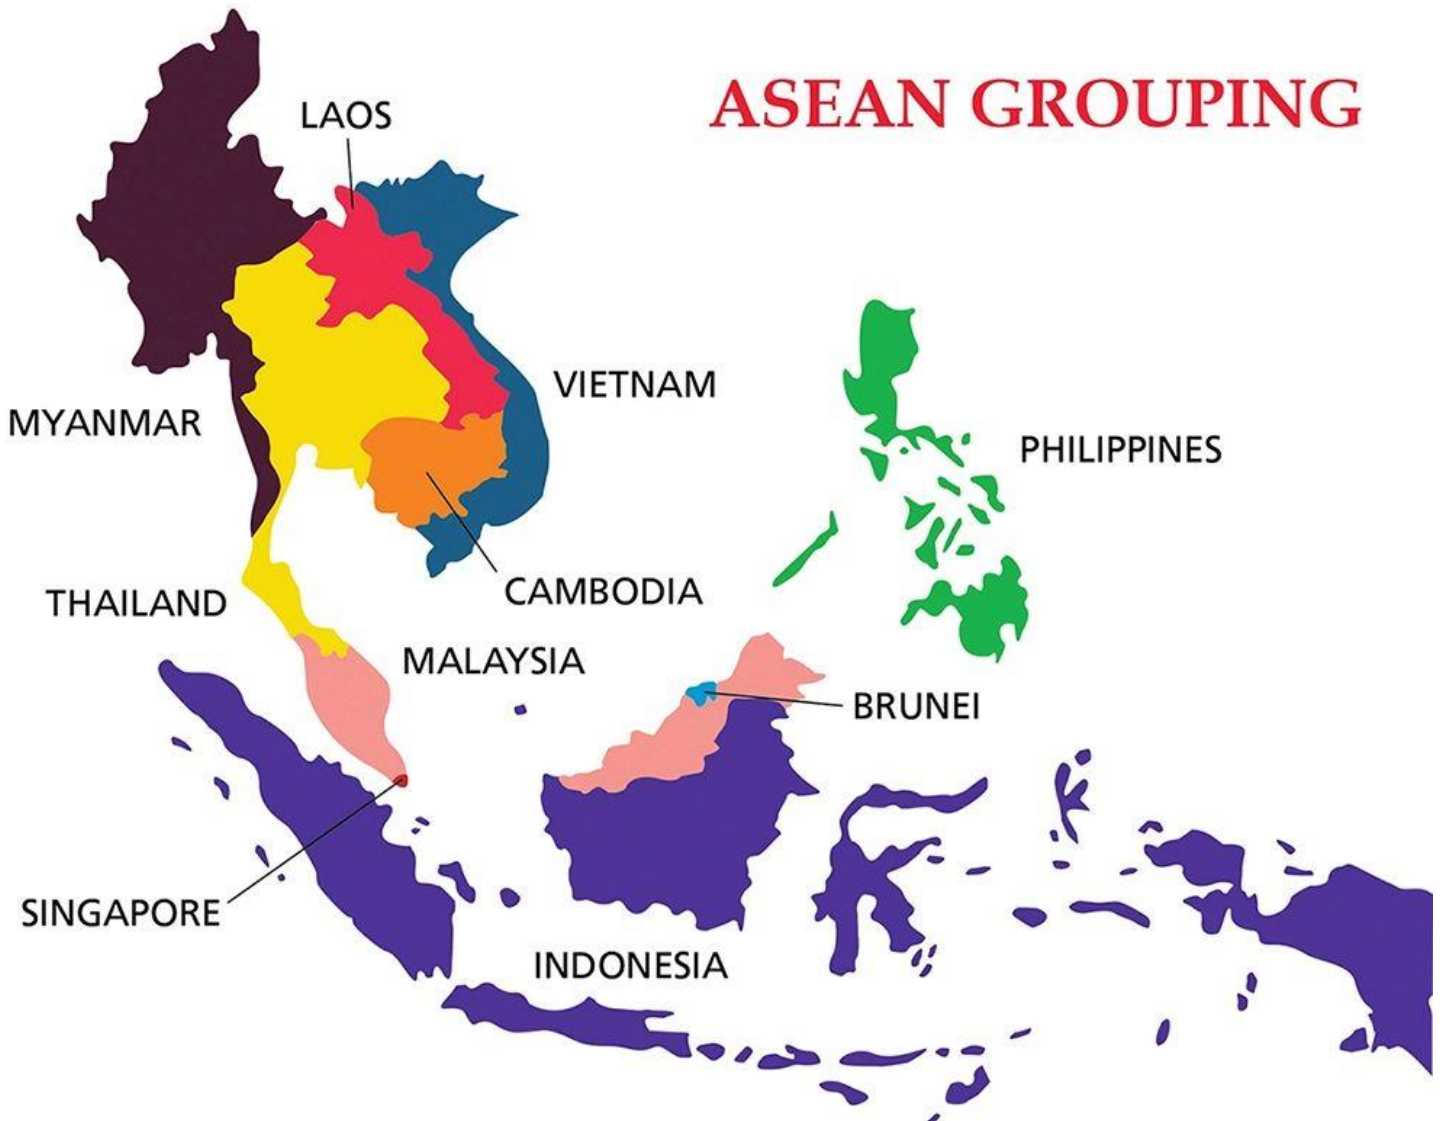 ASEAN GROUPING
LAOS
VIETNAM
MYANMAR
PHILIPPINES
CAMBODIA
THAILAND
MALAYSIA
BRUNEI
SINGAPORE
INDONESIA